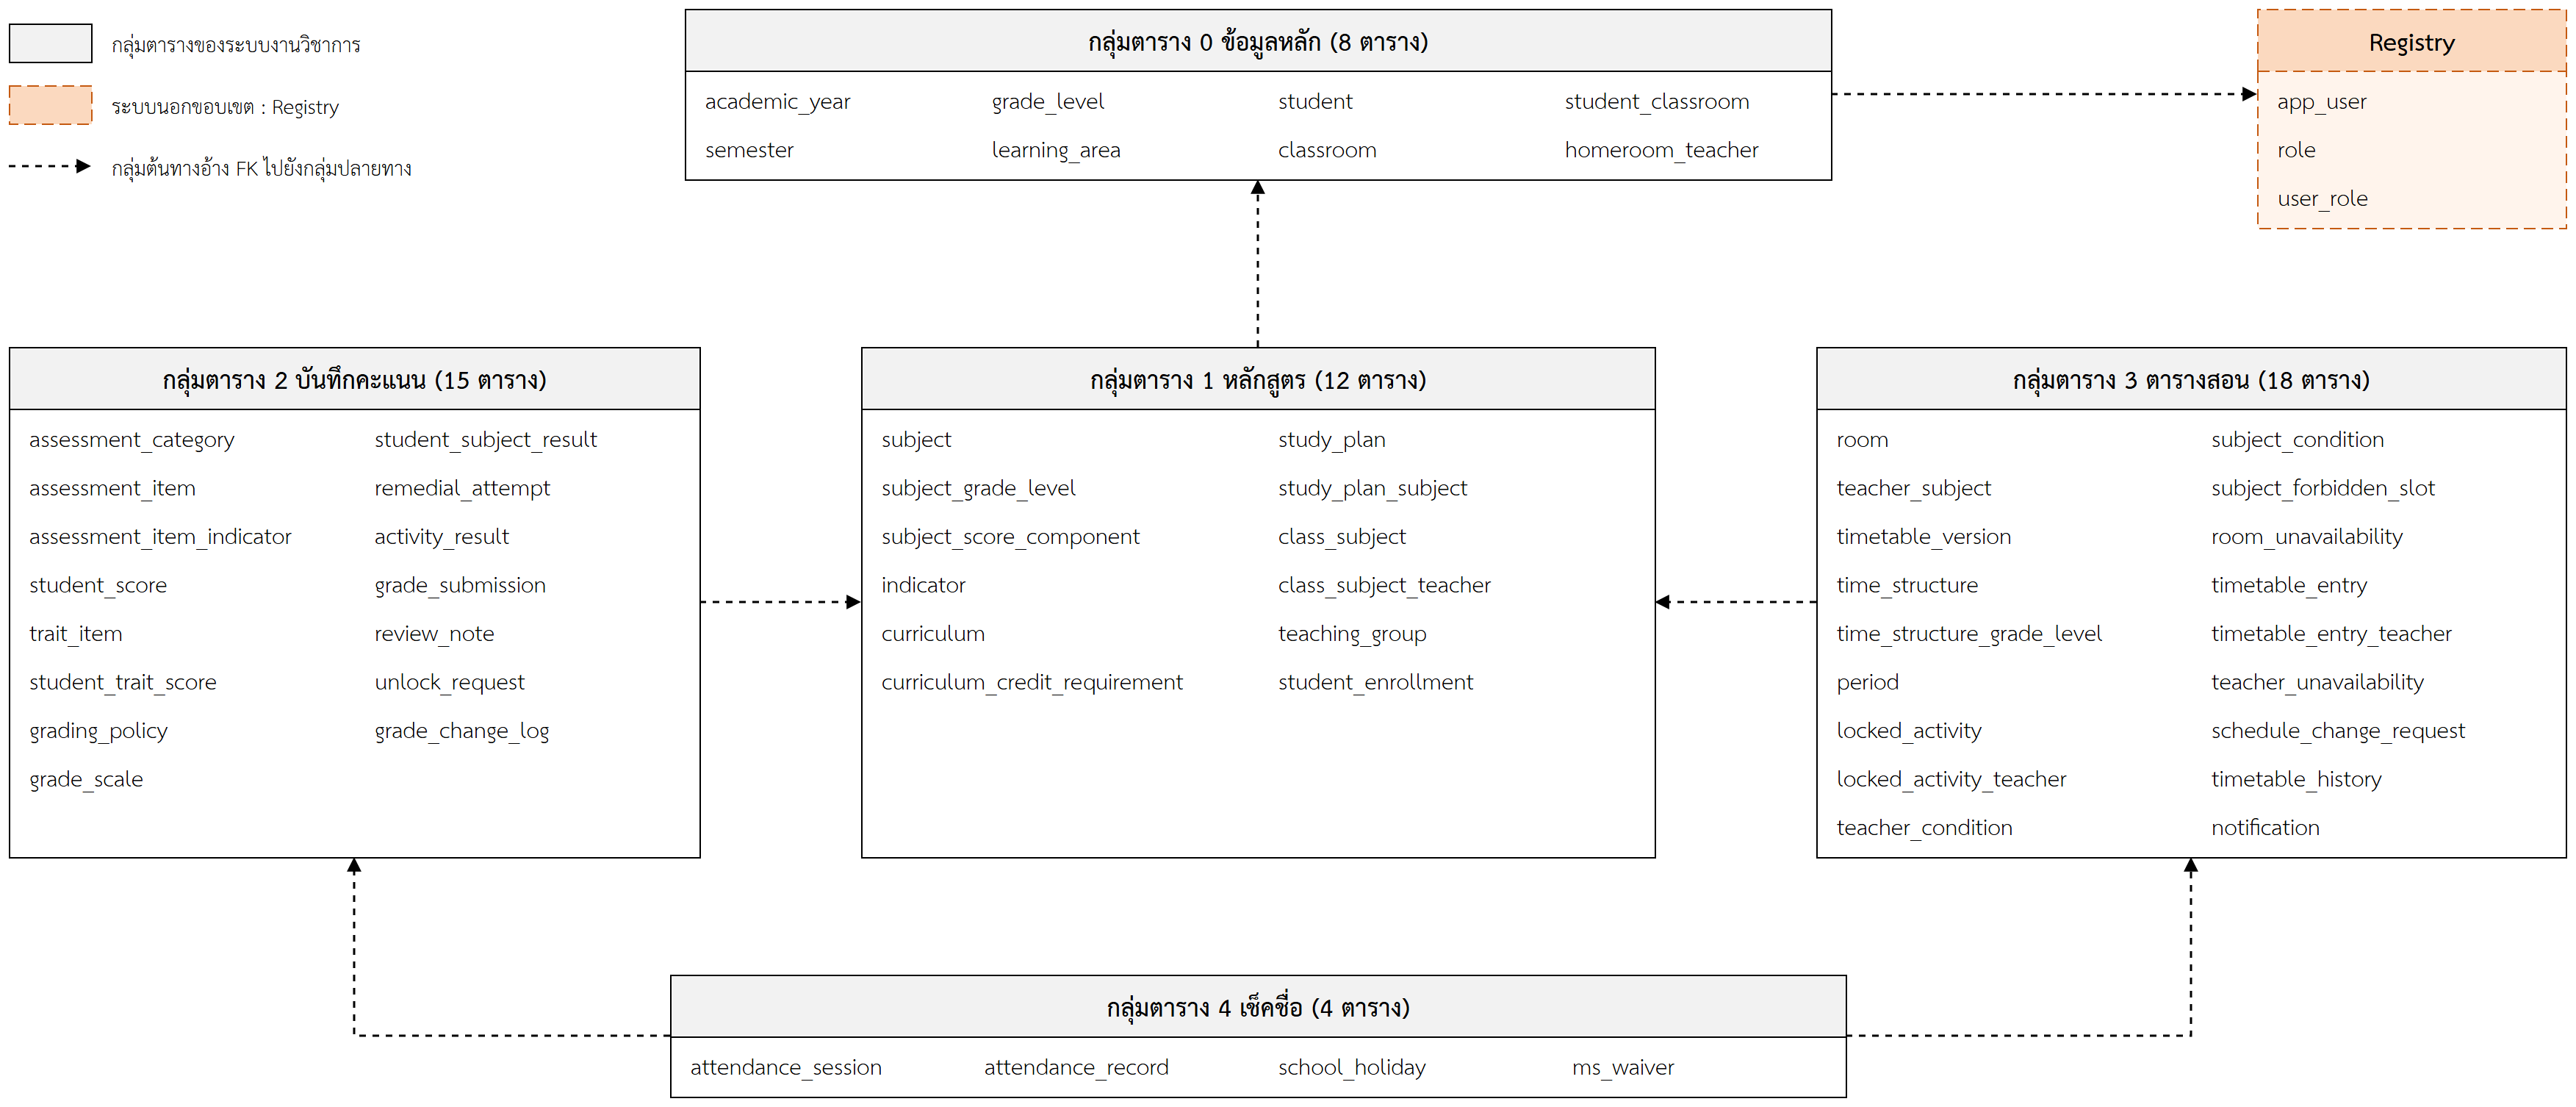 กลุ่มตารางของระบบงานวิชาการ
ระบบนอกขอบเขต : Registry
กลุ่มต้นทางอ้าง FK ไปยังกลุ่มปลายทาง
กลุ่มตาราง 0 ข้อมูลหลัก (8 ตาราง)
academic_year grade_level student student_classroom
semester learning_area classroom homeroom_teacher
Registry
app_user
role
user_role
กลุ่มตาราง 2 บันทึกคะแนน (15 ตาราง)
assessment_category student_subject_result
assessment_item remedial_attempt
assessment_item_indicator activity_result
student_score grade_submission
trait_item review_note
student_trait_score unlock_request
grading_policy grade_change_log
grade_scale
กลุ่มตาราง 1 หลักสูตร (12 ตาราง)
subject study_plan
subject_grade_level study_plan_subject
subject_score_component class_subject
indicator class_subject_teacher
curriculum teaching_group
curriculum_credit_requirement student_enrollment
กลุ่มตาราง 3 ตารางสอน (18 ตาราง)
room subject_condition
teacher_subject subject_forbidden_slot
timetable_version room_unavailability
time_structure timetable_entry
time_structure_grade_level timetable_entry_teacher
period teacher_unavailability
locked_activity schedule_change_request
locked_activity_teacher timetable_history
teacher_condition notification
กลุ่มตาราง 4 เช็คชื่อ (4 ตาราง)
attendance_session attendance_record school_holiday ms_waiver